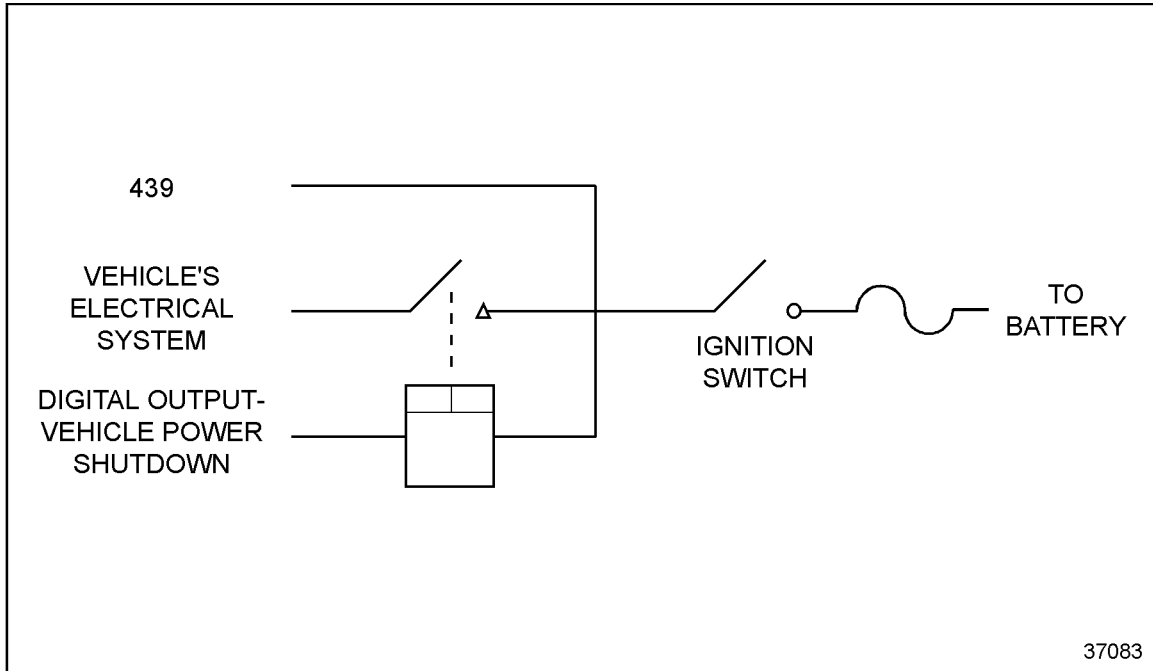 439
VEHICLE'S
ELECTRICAL
SYSTEM
DIGITAL OUTPUT-
VEHICLE POWER
SHUTDOWN
IGNITION
SWITCH
TO
BATTERY
37083